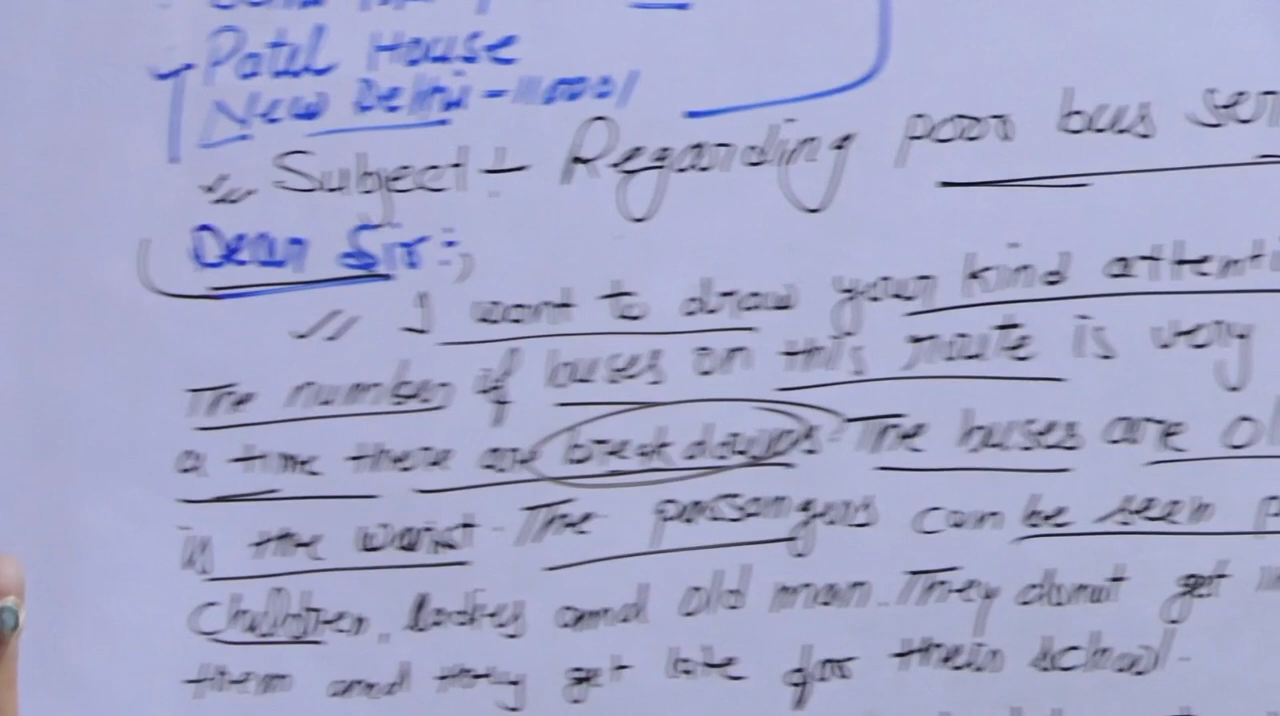 Patel House
New Delhi-110001
Subject:- Regarding poor bus ser
Dear Sir:,
I want to draw your kind attenti
The number of buses on this route is very
a time there are break downs. The buses are ol
is the worst. The passengers can be seen p
Children, ladies and old man. They donot get
them and they get late for their school.